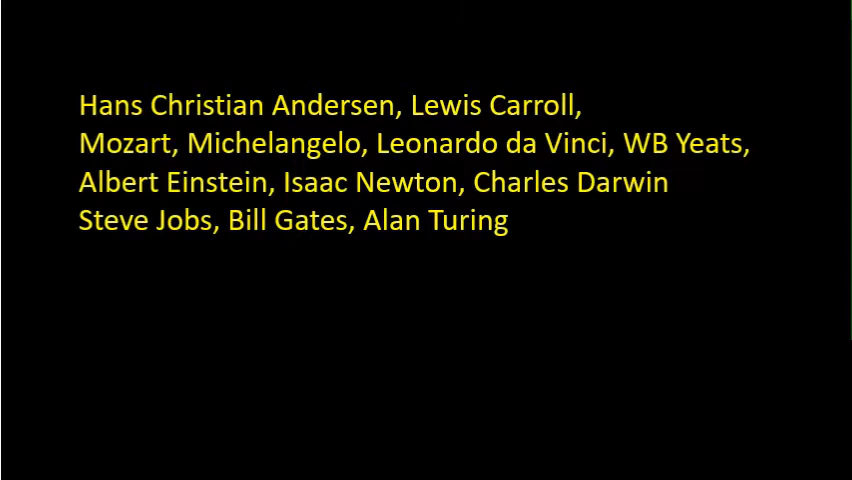 Hans Christian Andersen, Lewis Carroll,
Mozart, Michelangelo, Leonardo da Vinci, WB Yeats,
Albert Einstein, Isaac Newton, Charles Darwin
Steve Jobs, Bill Gates, Alan Turing